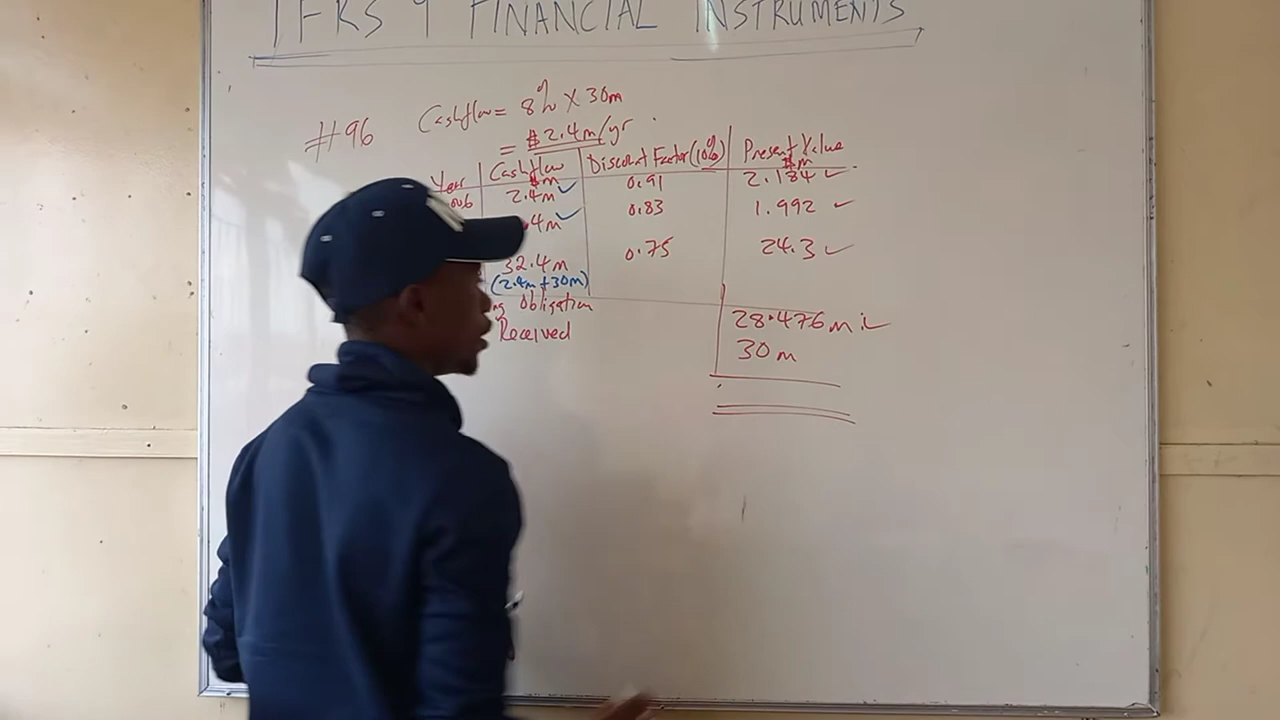 IFRS 9 FINANCIAL INSTRUMENTS
#96
Cashflow = 8% X 30m
= $2.4m/yr.
Year Cashflow Discount Factor(10%) Present Value
$m $m
2.4m 0.91 2.184
4m 0.83 1.992
32.4m 0.75 24.3
(2.4m+30m)
Obligation 28.476m
Received 30m